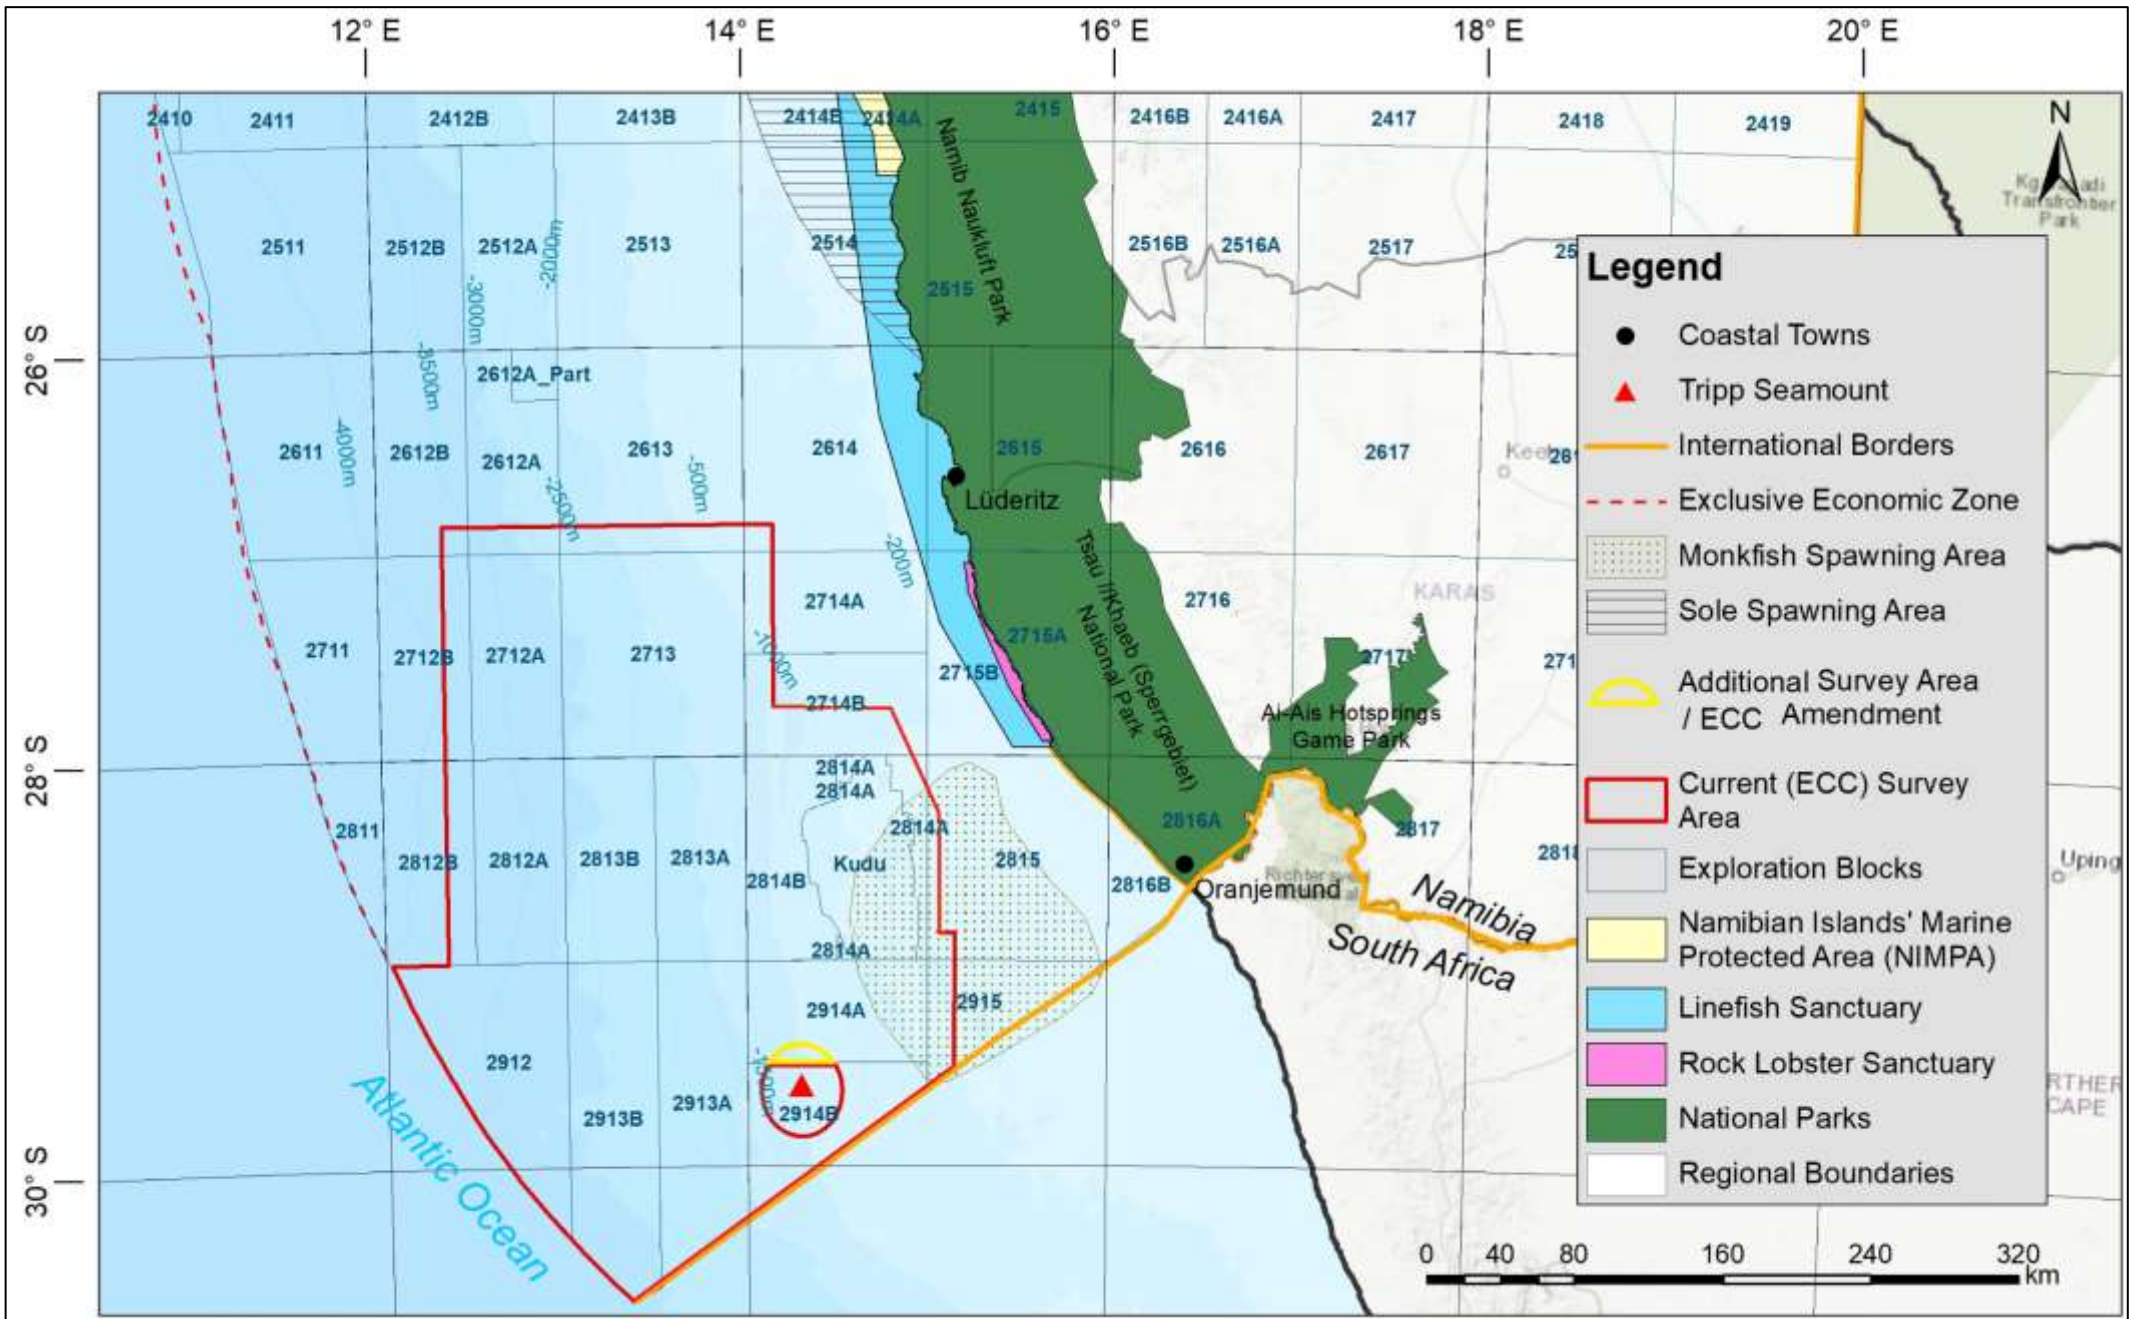 12° E
14° E
16° E
18° E
20° E
2410
2411
2412B
2413B
2414B
2414A
2415
2416B
2416A
2417
2418
2419
N
Transfrontier
Park
2511
2512B
2512A
-2000m
2513
2514
2515
Namib Naukluft Park
2516B
2516A
2517
-3000m
26° S
-3500m
2612A_Part
2611
-4000m
2612B
2612A
-2500m
2613
-500m
2614
2615
2616
2617
Lüderitz
-200m
2711
2712B
2712A
2713
2714A
-1000m
2714B
2715B
2715A
Tsau //Khaeb (Sperrgebiet)
National Park
2716
KARAS
2717
Ai-Ais Hotsprings
Game Park
28° S
2811
2812B
2812A
2813B
2813A
2814A
2814A
2814A
2814B
Kudu
2815
2816B
2816A
2817
2818
Oranjemund
Namibia
South Africa
2814A
2914A
2915
2912
2913B
2913A
-1500m
2914B
Atlantic Ocean
30° S
Uping
RTHER
CAPE
Legend
Coastal Towns
Tripp Seamount
International Borders
Exclusive Economic Zone
Monkfish Spawning Area
Sole Spawning Area
Additional Survey Area
/ ECC Amendment
Current (ECC) Survey
Area
Exploration Blocks
Namibian Islands' Marine
Protected Area (NIMPA)
Linefish Sanctuary
Rock Lobster Sanctuary
National Parks
Regional Boundaries
0 40 80 160 240 320
km